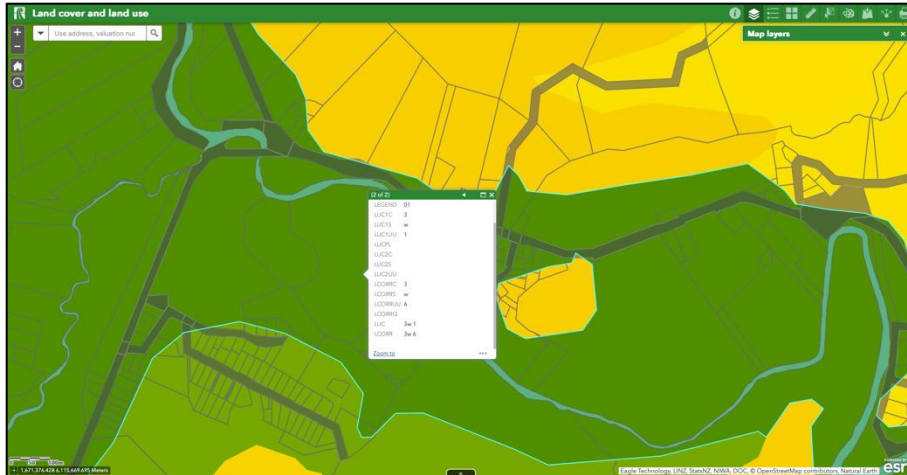 Land cover and land use
Use address, valuation nur
Map layers
(2 of 2)
LEGEND 01
LUC1C 3
LUC1S w
LUC1UU 1
LUCPL
LUC2C
LUC2S
LUC2UU
LCORRC 3
LCORRS w
LCORRUU 6
LCORRG
LUC 3w 1
LCORR 3w 6
Zoom to
Eagle Technology, LINZ, StatsNZ, NIWA, DOC, © OpenStreetMap contributors, Natural Earth
esri